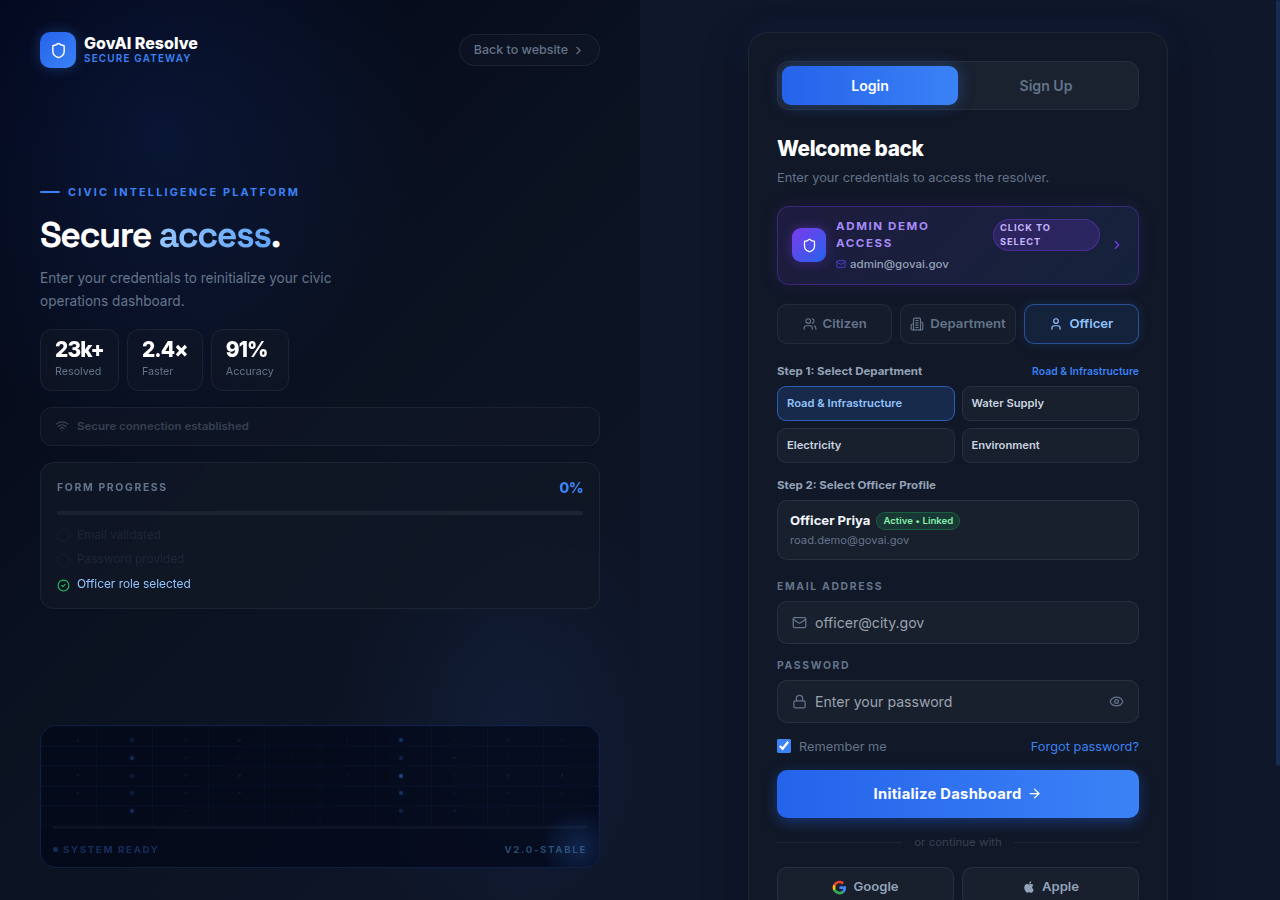 GovAI Resolve
SECURE GATEWAY
Back to website
CIVIC INTELLIGENCE PLATFORM
Secure access.
Enter your credentials to reinitialize your civic
operations dashboard.
23k+
Resolved
2.4×
Faster
91%
Accuracy
Secure connection established
FORM PROGRESS
0%
Email validated
Password provided
Officer role selected
SYSTEM READY
V2.0-STABLE
Login
Sign Up
Welcome back
Enter your credentials to access the resolver.
ADMIN DEMO
ACCESS
admin@govai.gov
CLICK TO
SELECT
Citizen
Department
Officer
Step 1: Select Department
Road & Infrastructure
Road & Infrastructure
Water Supply
Electricity
Environment
Step 2: Select Officer Profile
Officer Priya
Active • Linked
road.demo@govai.gov
EMAIL ADDRESS
officer@city.gov
PASSWORD
Enter your password
Remember me
Forgot password?
Initialize Dashboard →
or continue with
Google
Apple